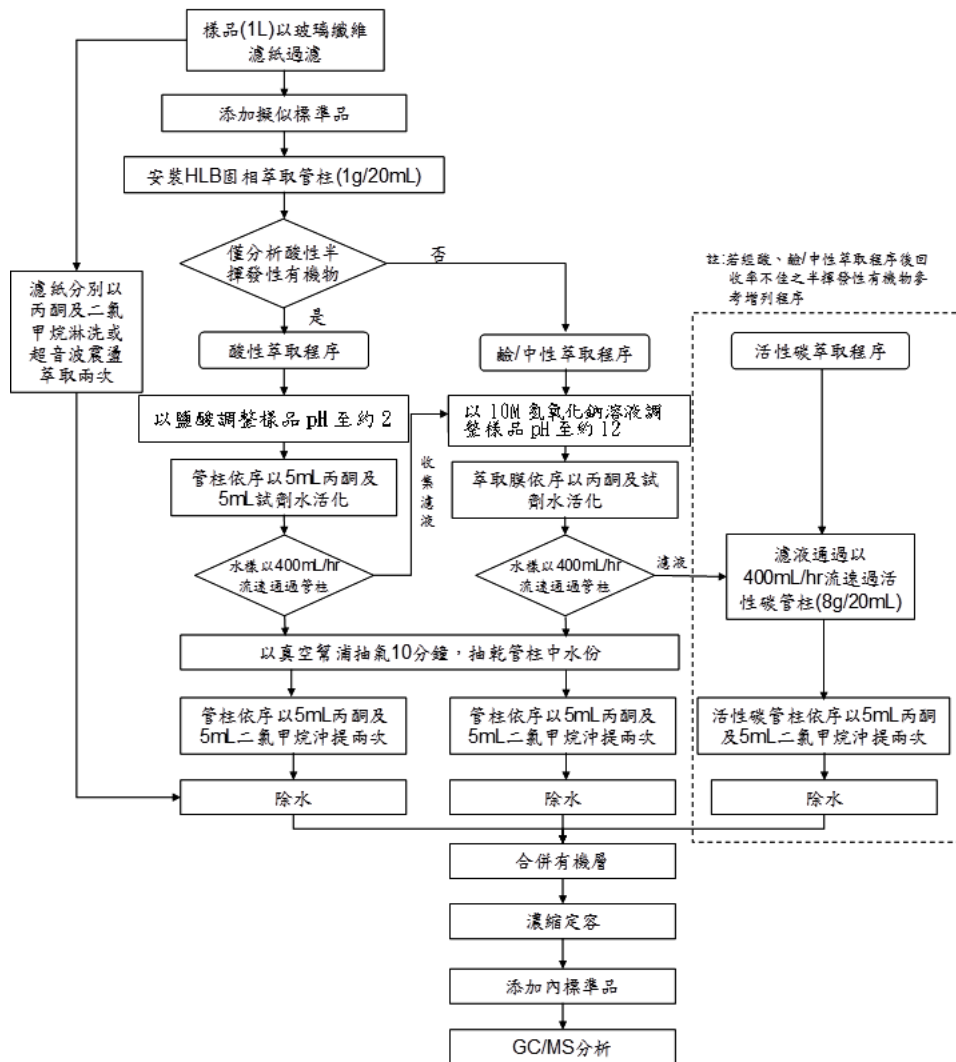 樣品(1L)以玻璃纖維
濾紙過濾
添加擬似標準品
安裝HLB固相萃取管柱(1g/20mL)
僅分析酸性半
揮發性有機物
否
是
濾紙分別以
丙酮及二氯
甲烷淋洗或
超音波震盪
萃取兩次
註:若經酸、鹼/中性萃取程序後回
收率不佳之半揮發性有機物參
考增列程序
酸性萃取程序
鹼/中性萃取程序
活性碳萃取程序
以鹽酸調整樣品 pH 至約 2
以 10M 氫氧化鈉溶液調
整樣品 pH 至約 12
收集濾液
管柱依序以5mL丙酮及
5mL試劑水活化
萃取膜依序以丙酮及試
劑水活化
水樣以400mL/hr
流速通過管柱
水樣以400mL/hr
流速通過管柱
濾液
濾液通過以
400mL/hr流速過活
性碳管柱(8g/20mL)
以真空幫浦抽氣10分鐘，抽乾管柱中水份
管柱依序以5mL丙酮及
5mL二氯甲烷沖提兩次
管柱依序以5mL丙酮及
5mL二氯甲烷沖提兩次
活性碳管柱依序以5mL丙酮
及5mL二氯甲烷沖提兩次
除水
除水
除水
合併有機層
濃縮定容
添加內標準品
GC/MS分析